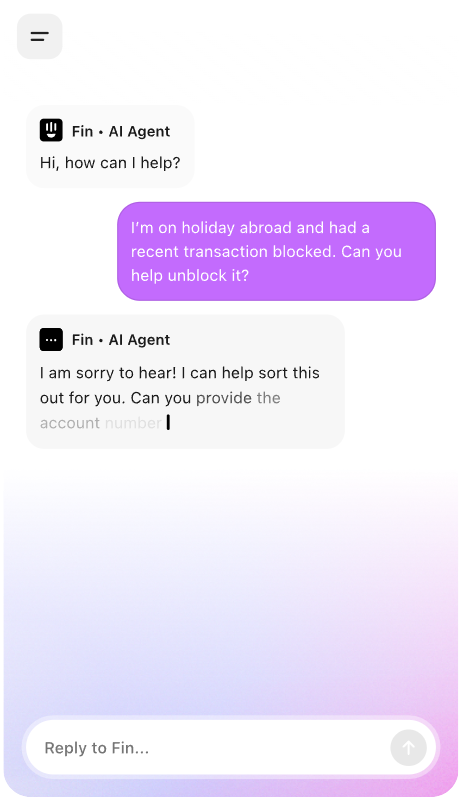 Fin • AI Agent
Hi, how can I help?
I’m on holiday abroad and had a
recent transaction blocked. Can you
help unblock it?
Fin • AI Agent
I am sorry to hear! I can help sort this
out for you. Can you provide the
account number
Reply to Fin...